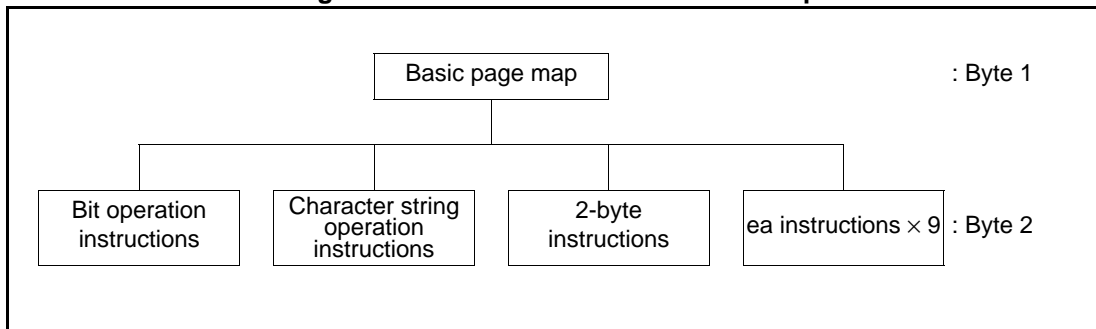 Basic page map : Byte 1
Bit operation
instructions
Character string
operation
instructions
2-byte
instructions
ea instructions × 9 : Byte 2